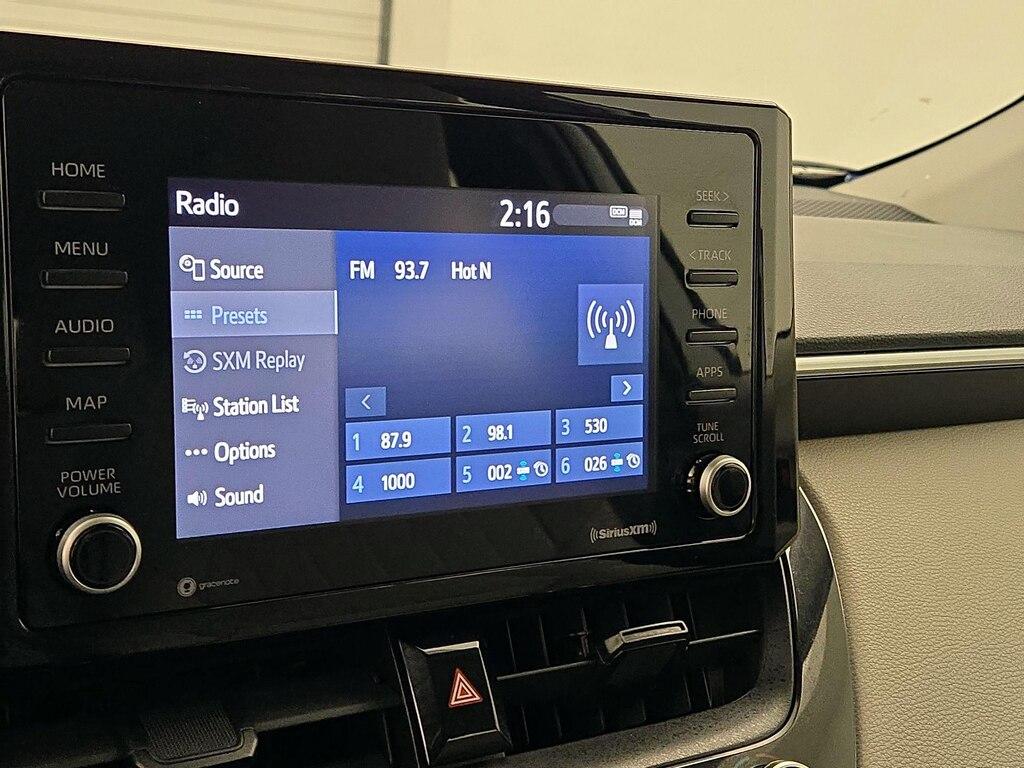 HOME
MENU
AUDIO
MAP
POWER
VOLUME
Radio
2:16
DCM
DCM
Source
Presets
SXM Replay
Station List
Options
Sound
FM 93.7 Hot N
<
>
1 87.9
2 98.1
3 530
4 1000
5 002
6 026
SEEK >
< TRACK
PHONE
APPS
TUNE
SCROLL
gracenote
((SiriusXM))